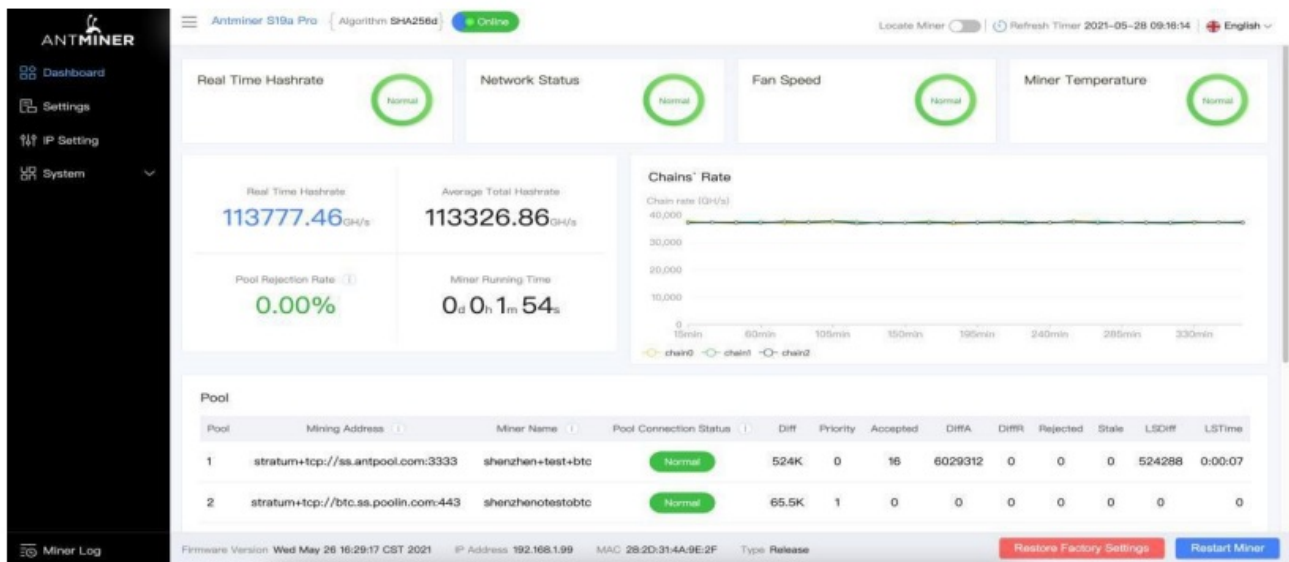 ANTMINER
Antminer S19a Pro
Algorithm SHA256d
Online
Locate Miner
Refresh Timer 2021-05-28 09:16:14
English
Dashboard
Settings
IP Setting
System
Real Time Hashrate
Normal
Network Status
Normal
Fan Speed
Normal
Miner Temperature
Normal
Real Time Hashrate
113777.46GH/s
Average Total Hashrate
113326.86GH/s
Pool Rejection Rate
0.00%
Miner Running Time
0d 0h 1m 54s
Chains` Rate
Chain rate (GH/s)
40,000
30,000
20,000
10,000
0
15min 60min 105min 150min 195min 240min 285min 330min
chain0 chain1 chain2
Pool
Pool Mining Address Miner Name Pool Connection Status Diff Priority Accepted DiffA DiffR Rejected Stale LSDiff LSTime
1 stratum+tcp://ss.antpool.com:3333 shenzhen+test+btc Normal 524K 0 16 6029312 0 0 0 524288 0:00:07
2 stratum+tcp://btc.ss.poolin.com:443 shenzhenotestobtc Normal 65.5K 1 0 0 0 0 0 0 0
Miner Log
Firmware Version Wed May 26 16:29:17 CST 2021 IP Address 192.168.1.99 MAC 28:2D:31:4A:9E:2F Type Release
Restore Factory Settings
Restart Miner